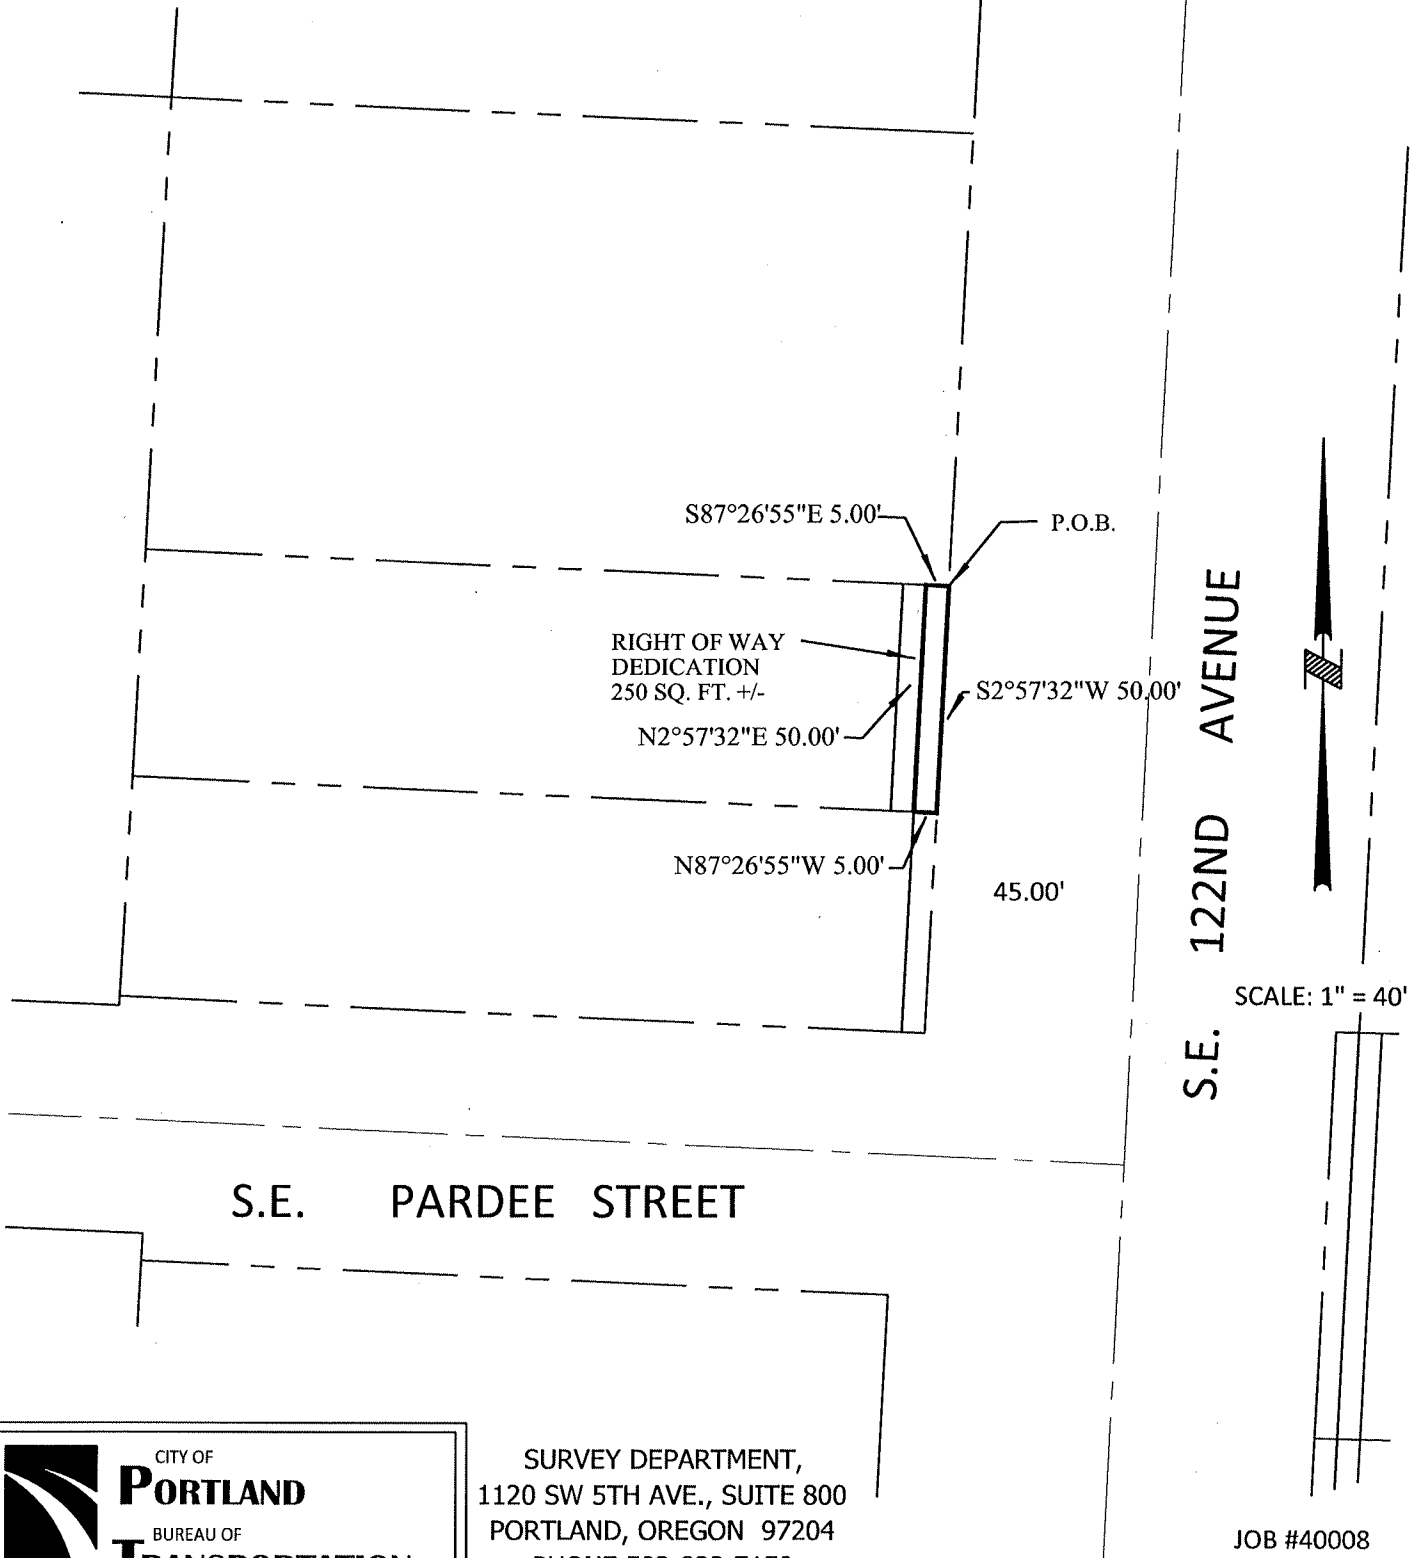 S87°26'55"E 5.00'
P.O.B.
RIGHT OF WAY
DEDICATION
250 SQ. FT. +/-
S2°57'32"W 50.00'
N2°57'32"E 50.00'
N87°26'55"W 5.00'
45.00'
S.E. 122ND AVENUE
SCALE: 1" = 40'
S.E. PARDEE STREET
CITY OF
PORTLAND
BUREAU OF
TRANSPORTATION
SURVEY DEPARTMENT,
1120 SW 5TH AVE., SUITE 800
PORTLAND, OREGON 97204
JOB #40008